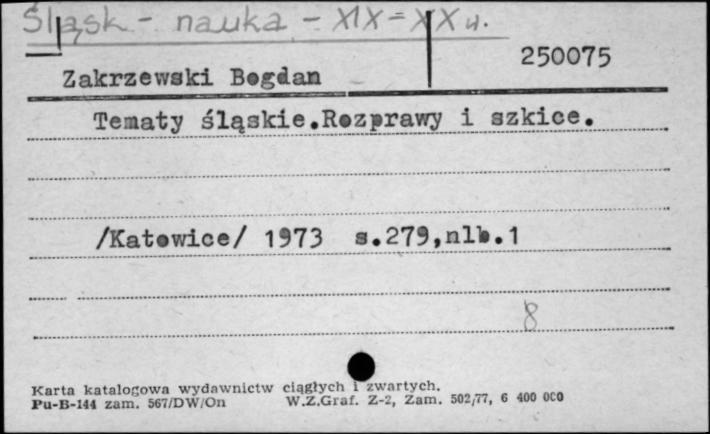 Śląsk - nauka - XIX-XX w.
250075
Zakrzewski Bogdan
Tematy śląskie.Rozprawy i szkice.
/Katowice/ 1973 s.279,nlb.1
8
Karta katalogowa wydawnictw ciągłych i zwartych.
Pu-B-144 zam. 567/DW/On W.Z.Graf. Z-2, Zam. 502/77, 6 400 000